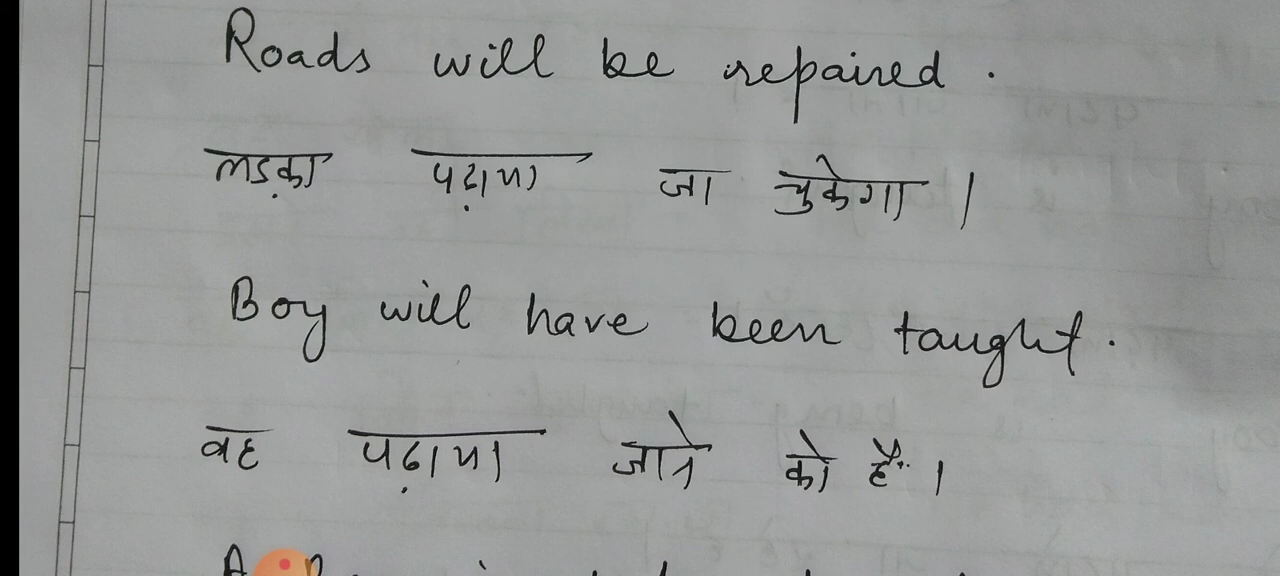 Roads will be repaired.
लड़का पढ़ाया जा चुकेगा।
Boy will have been taught.
वह पढ़ाया जाने को है।